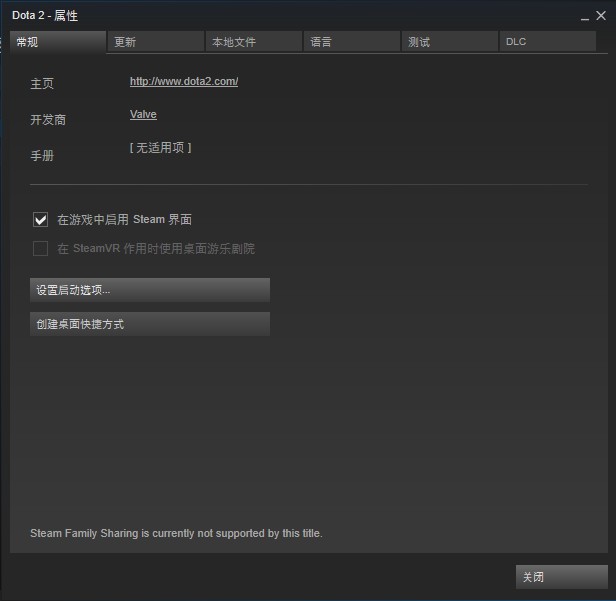 Dota 2 - 属性
常规 更新 本地文件 语言 测试 DLC
主页 http://www.dota2.com/
开发商 Valve
手册 [ 无适用项 ]
在游戏中启用 Steam 界面
在 SteamVR 作用时使用桌面游乐剧院
设置启动选项...
创建桌面快捷方式
Steam Family Sharing is currently not supported by this title.
关闭